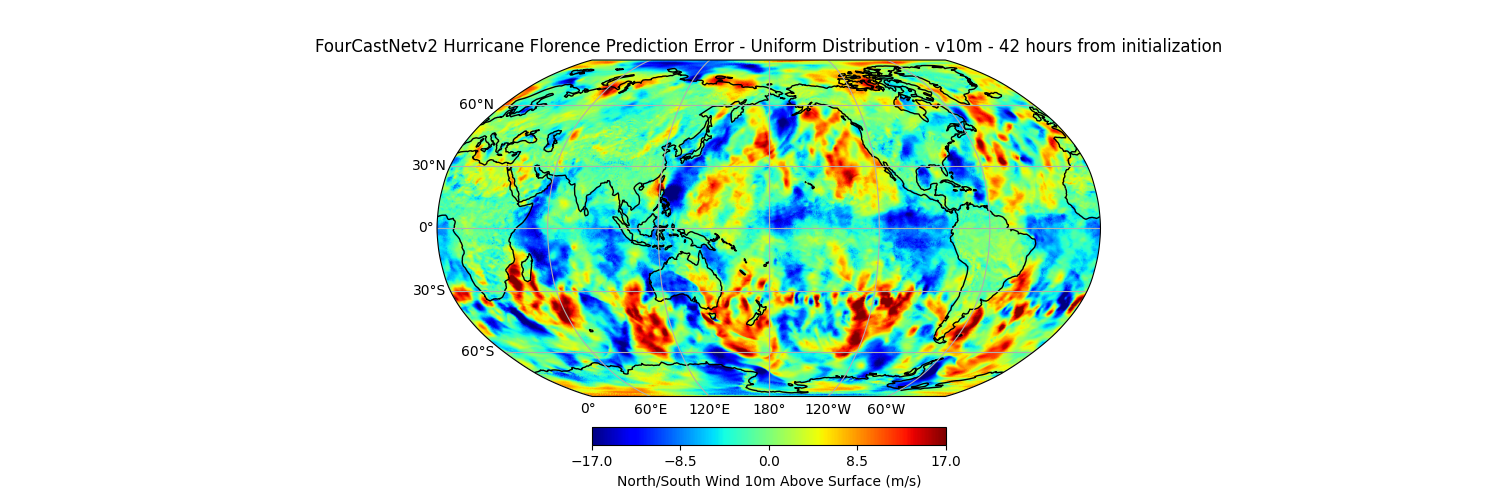 FourCastNetv2 Hurricane Florence Prediction Error - Uniform Distribution - v10m - 42 hours from initialization
60°N
30°N
0°
30°S
60°S
0° 60°E 120°E 180° 120°W 60°W
−17.0 −8.5 0.0 8.5 17.0
North/South Wind 10m Above Surface (m/s)